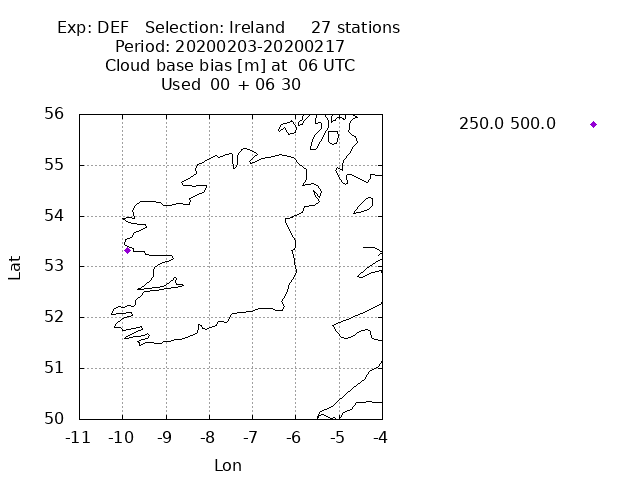 Exp: DEF Selection: Ireland 27 stations
Period: 20200203-20200217
Cloud base bias [m] at 06 UTC
Used 00 + 06 30
250.0 500.0
56
55
54
53
52
51
50
Lat
-11 -10 -9 -8 -7 -6 -5 -4
Lon